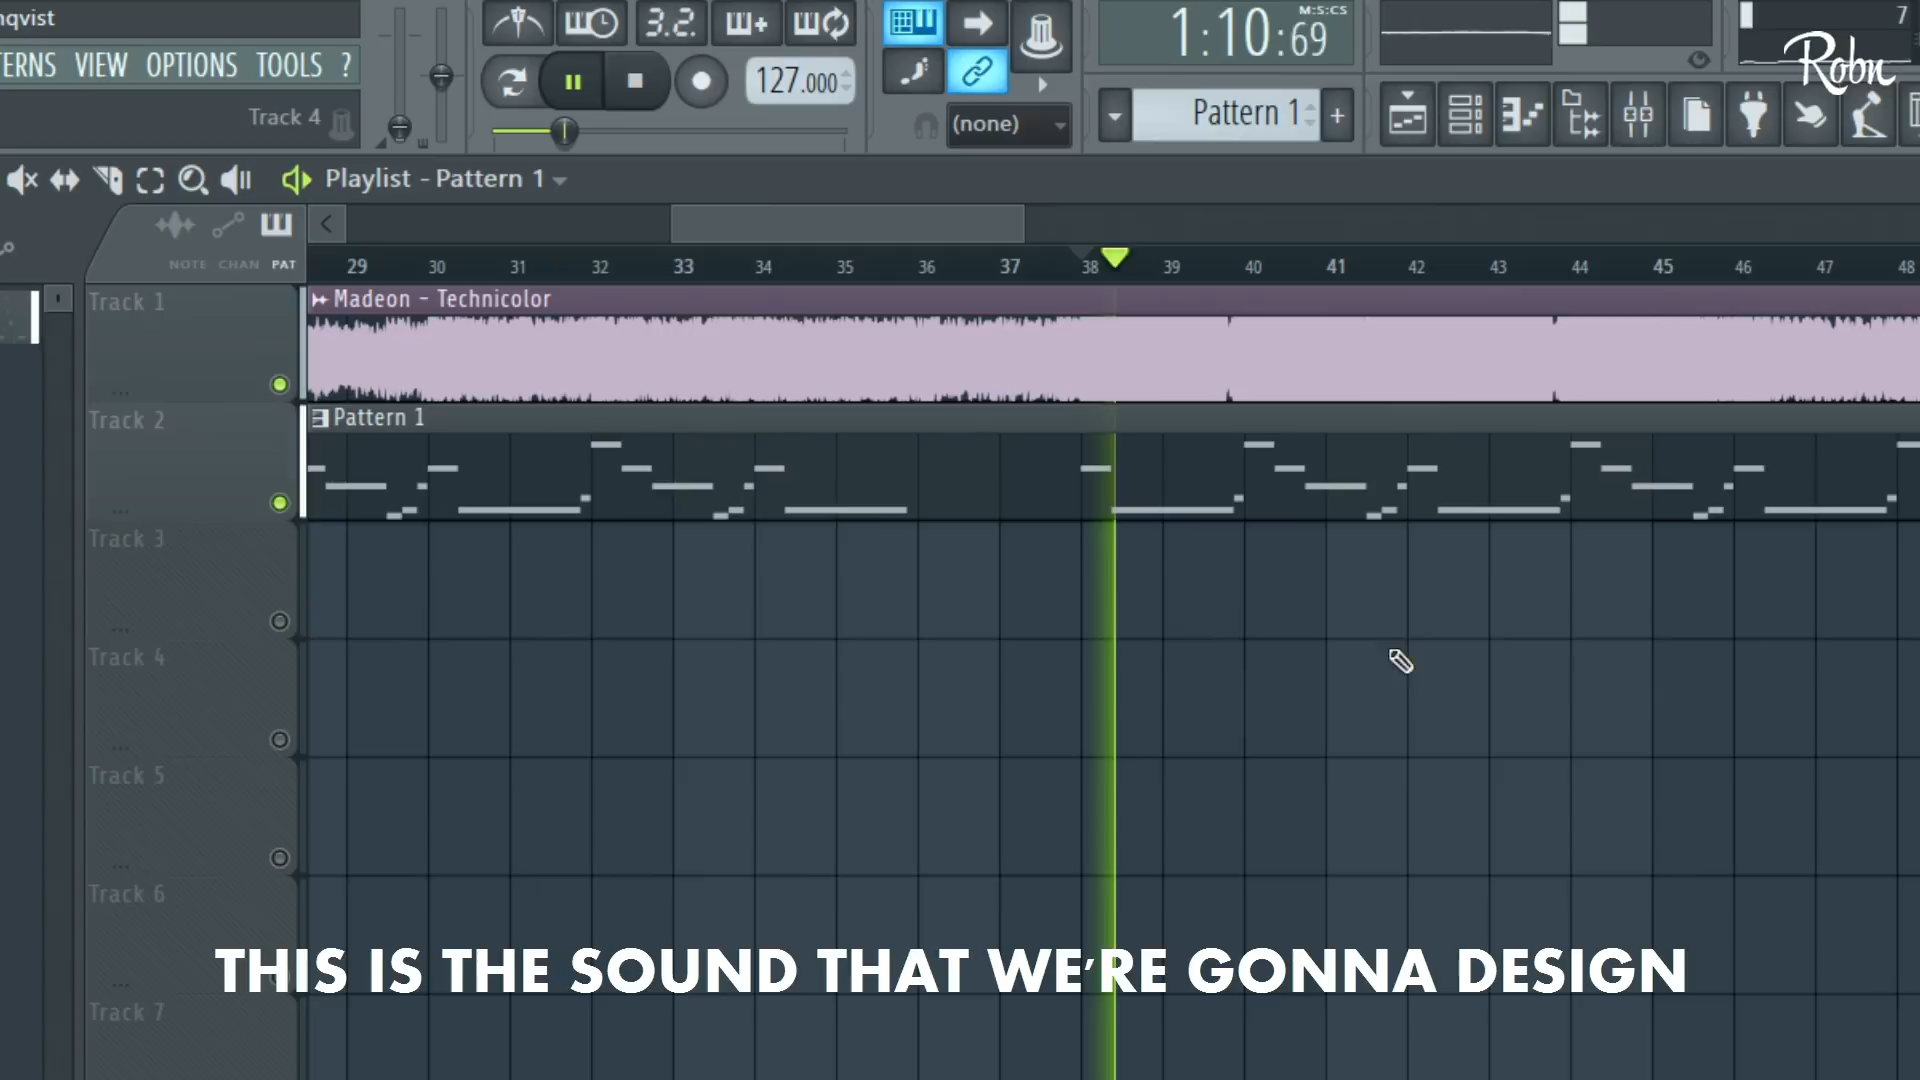 nqvist
ERNS VIEW OPTIONS TOOLS ?
Track 4
3.2.
127.000
(none)
1:10:69
M:S:CS
Pattern 1
+
7
Robn
Playlist - Pattern 1
NOTE CHAN PAT
29 30 31 32 33 34 35 36 37 38 39 40 41 42 43 44 45 46 47 48
Track 1
Madeon - Technicolor
Track 2
Pattern 1
Track 3
Track 4
Track 5
Track 6
THIS IS THE SOUND THAT WE'RE GONNA DESIGN
Track 7